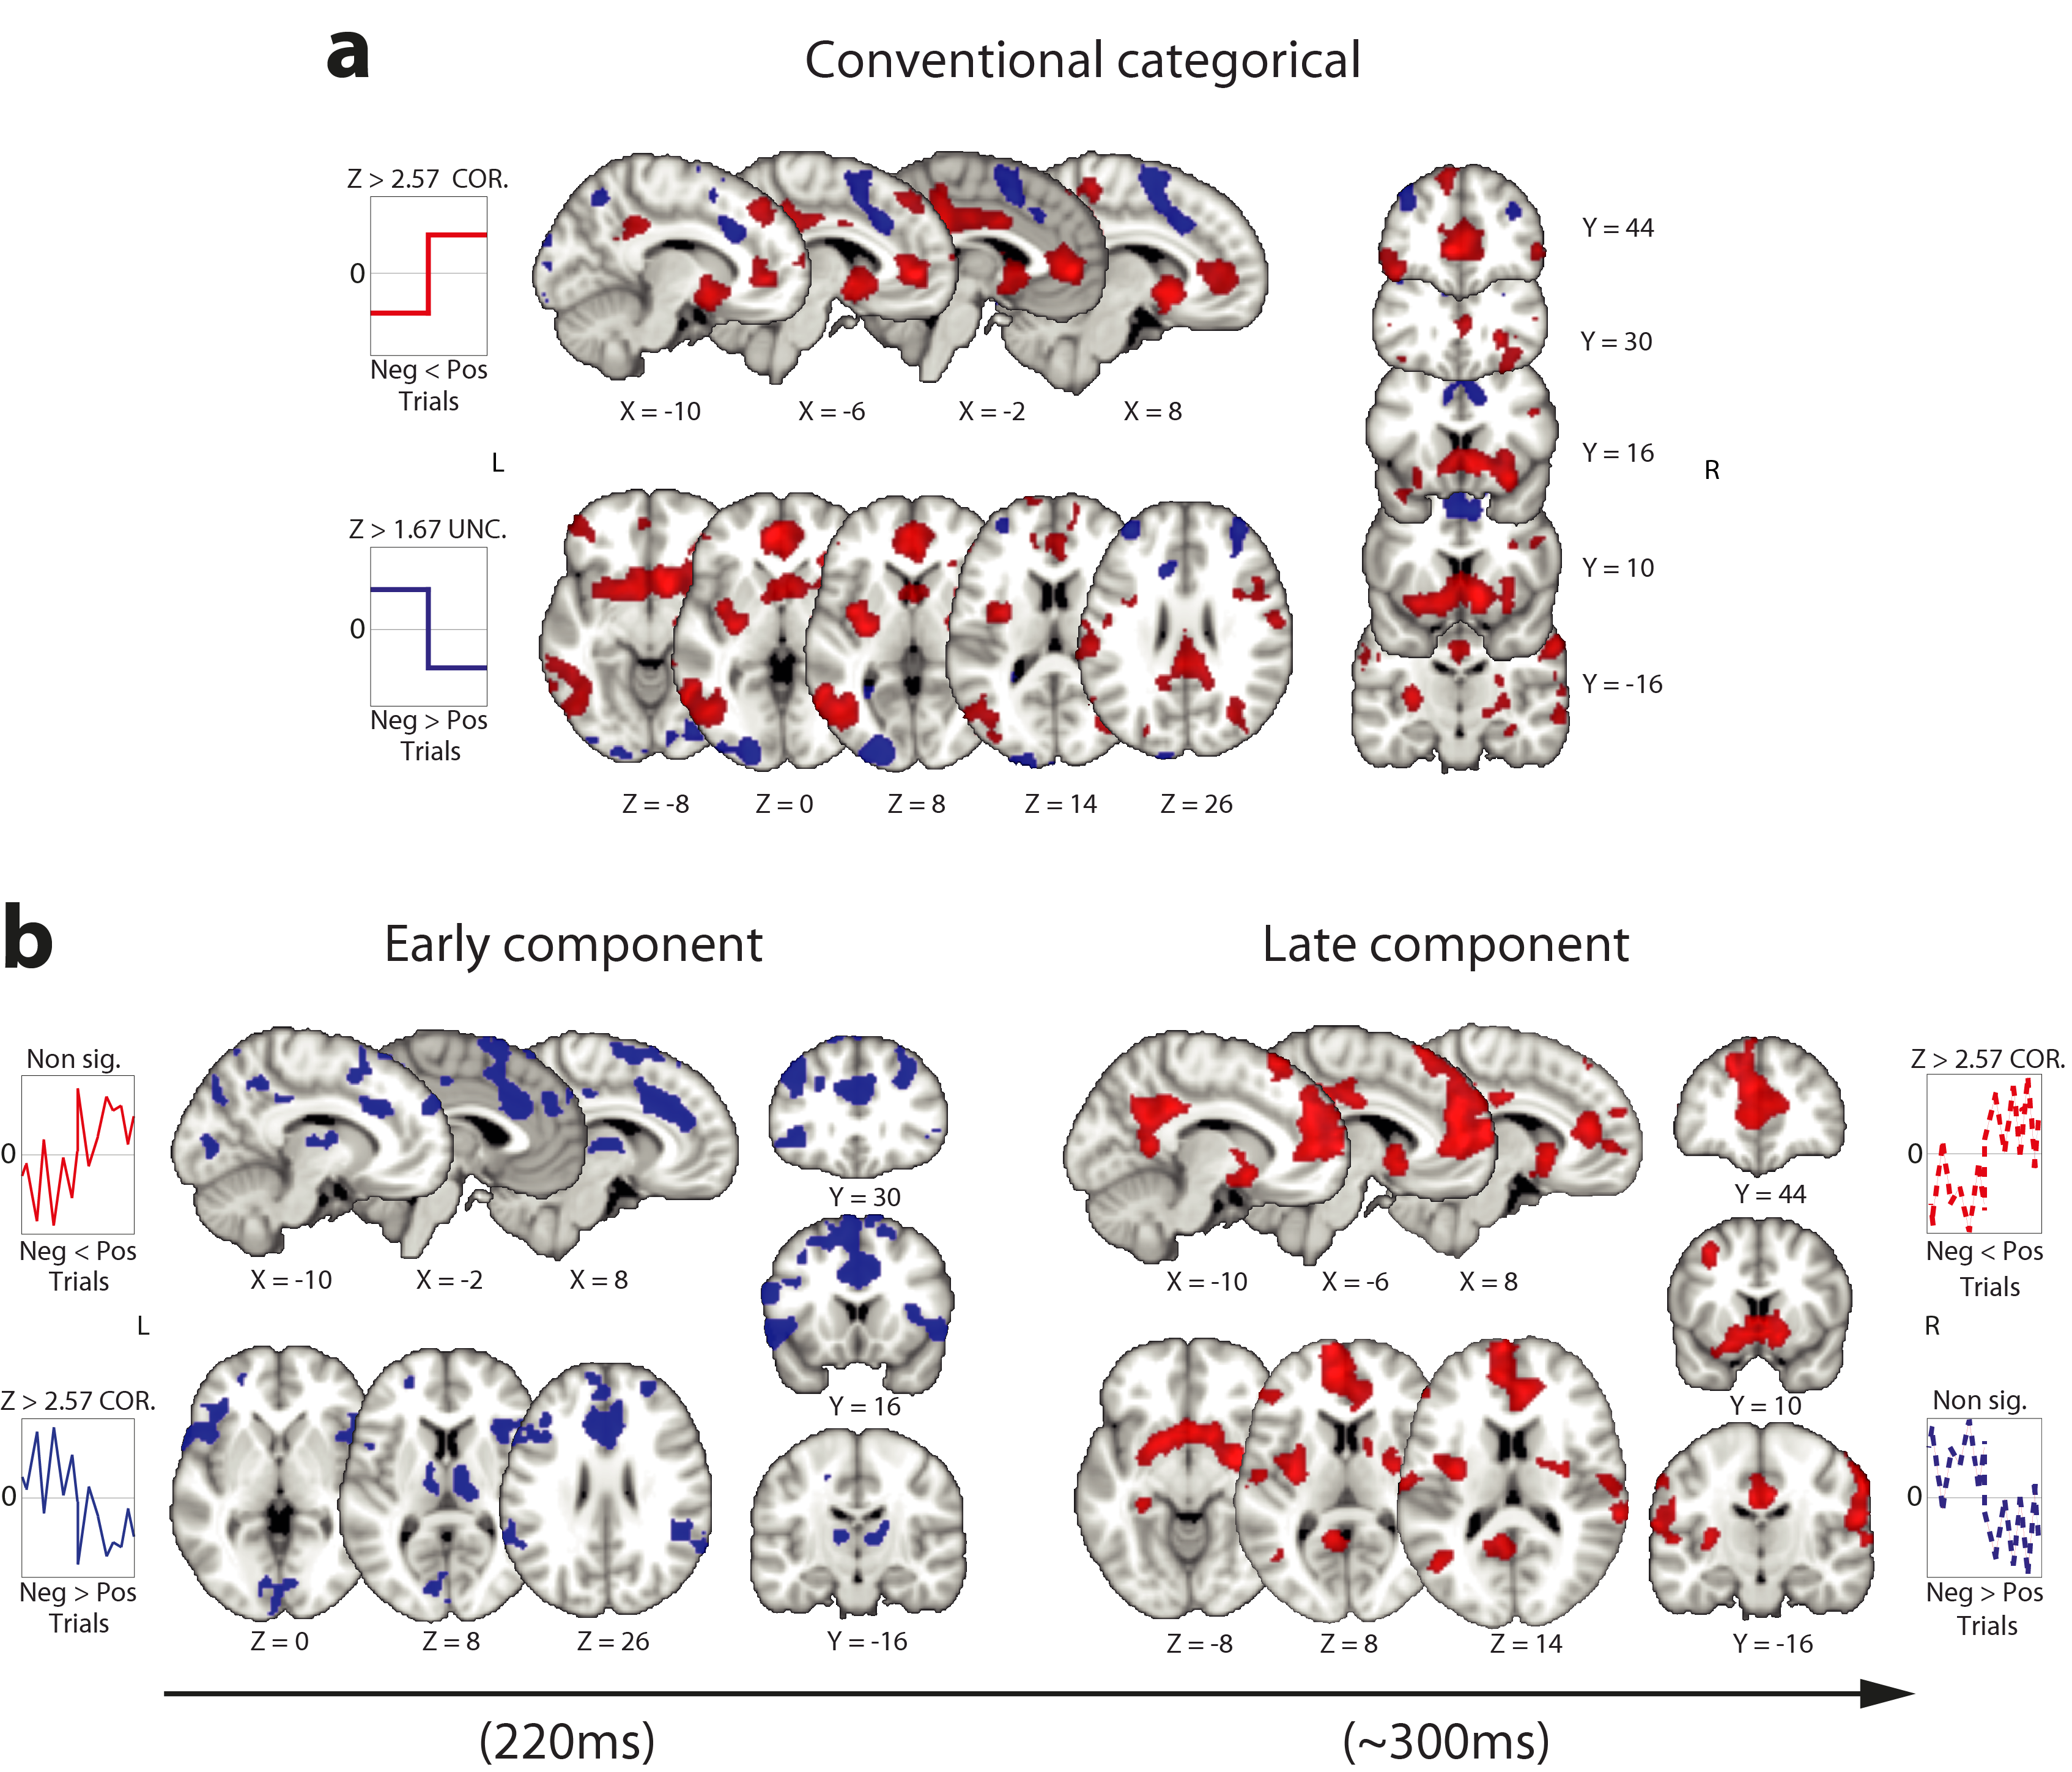 a
Conventional categorical
Z > 2.57 COR.
0
Neg < Pos
Trials
X = -10
X = -6
X = -2
X = 8
L
Z > 1.67 UNC.
0
Neg > Pos
Trials
Z = -8
Z = 0
Z = 8
Z = 14
Z = 26
Y = 44
Y = 30
Y = 16
R
Y = 10
Y = -16
b
Early component
Non sig.
0
Neg < Pos
Trials
X = -10
X = -2
X = 8
Y = 30
L
Z > 2.57 COR.
0
Neg > Pos
Trials
Z = 0
Z = 8
Z = 26
Y = 16
Y = -16
Late component
X = -10
X = -6
X = 8
Y = 44
Z > 2.57 COR.
0
Neg < Pos
Trials
R
Z = -8
Z = 8
Z = 14
Y = 10
Y = -16
Non sig.
0
Neg > Pos
Trials
(220ms)
(~300ms)